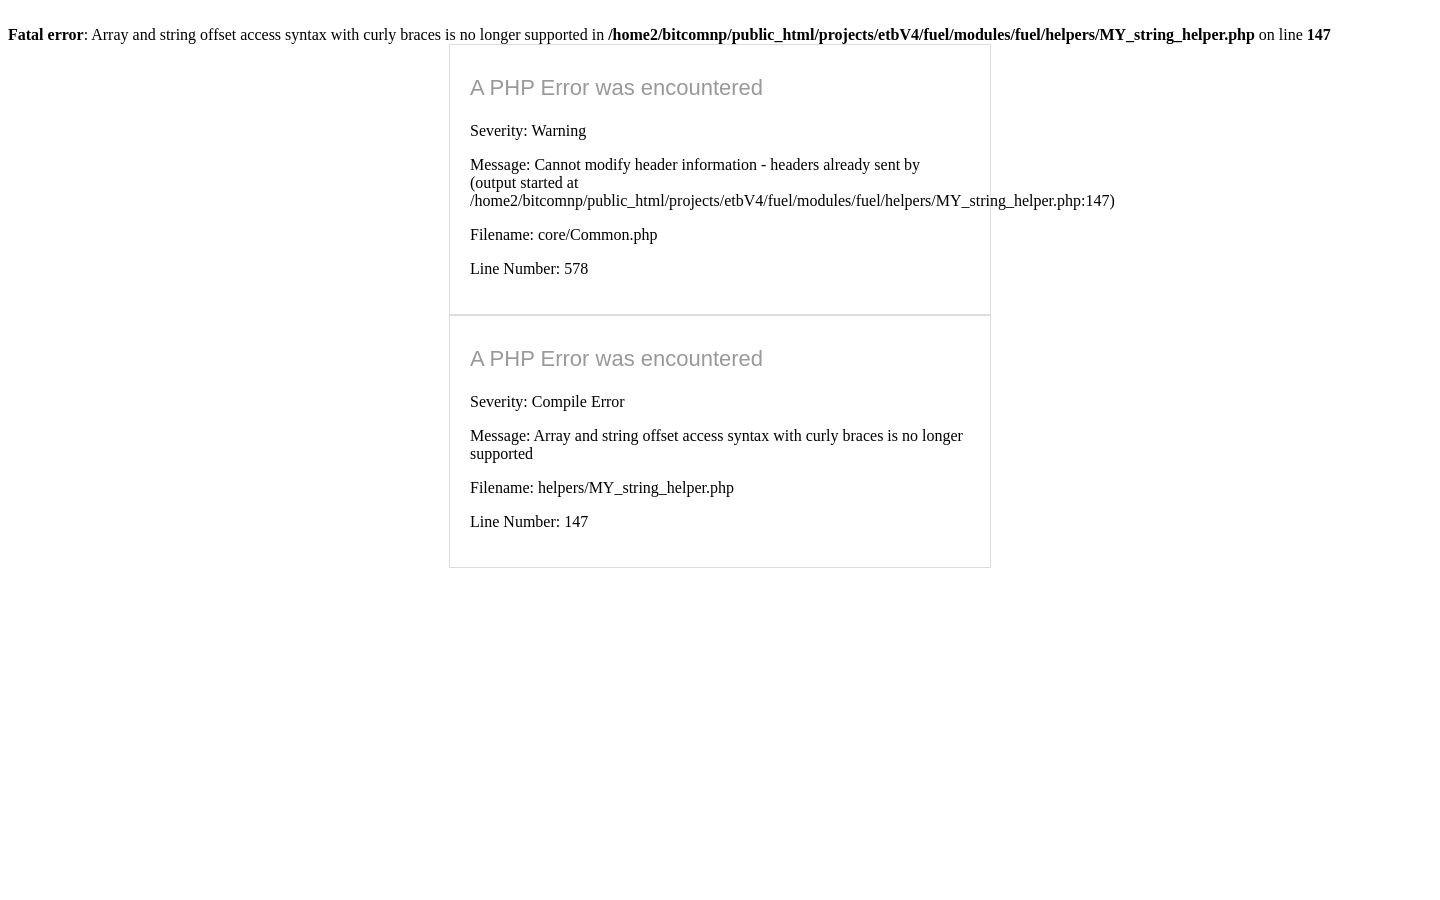 Fatal error: Array and string offset access syntax with curly braces is no longer supported in /home2/bitcomnp/public_html/projects/etbV4/fuel/modules/fuel/helpers/MY_string_helper.php on line 147
A PHP Error was encountered
Severity: Warning
Message: Cannot modify header information - headers already sent by
(output started at
/home2/bitcomnp/public_html/projects/etbV4/fuel/modules/fuel/helpers/MY_string_helper.php:147)
Filename: core/Common.php
Line Number: 578
A PHP Error was encountered
Severity: Compile Error
Message: Array and string offset access syntax with curly braces is no longer
supported
Filename: helpers/MY_string_helper.php
Line Number: 147